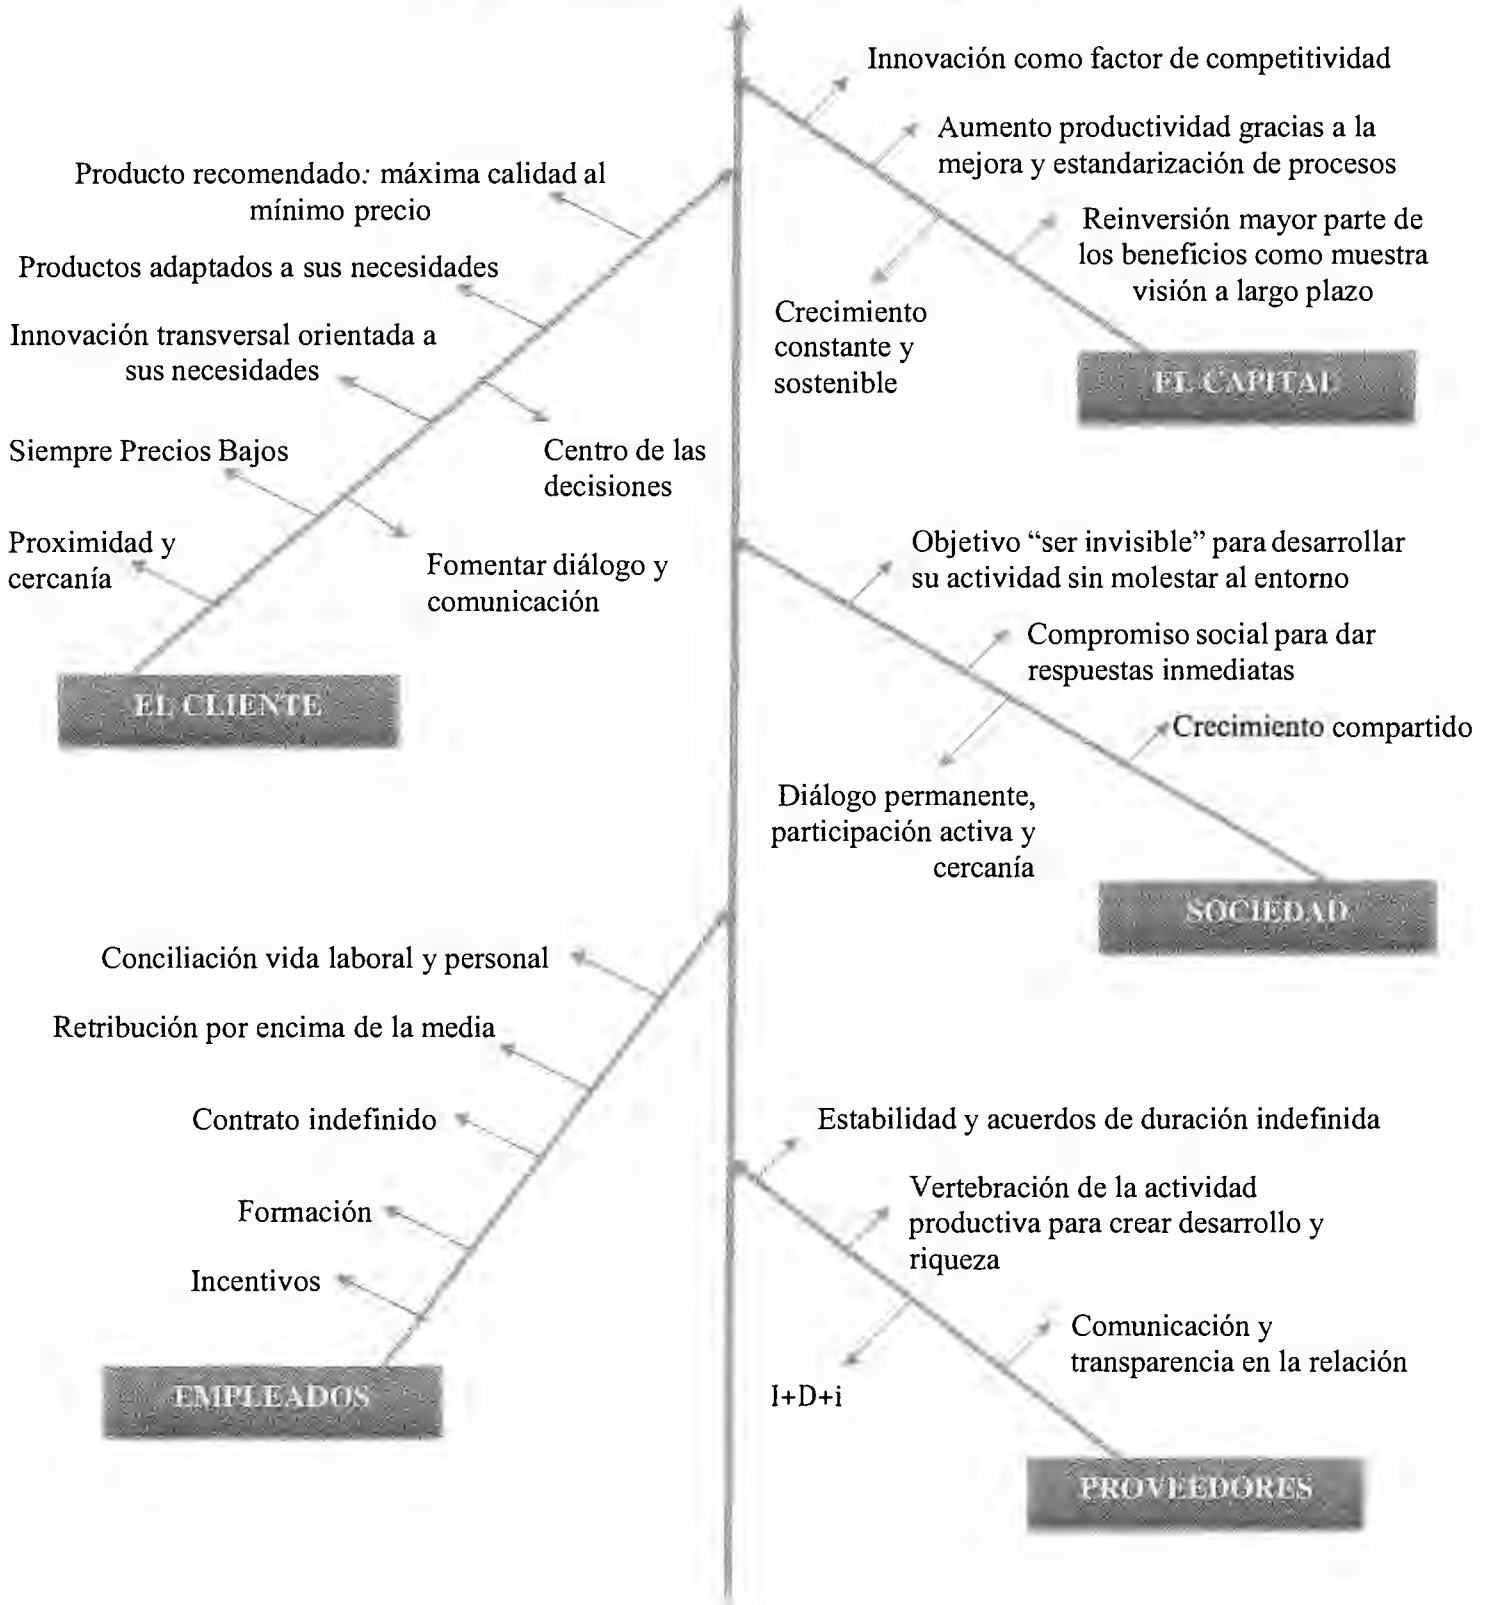 Producto recomendado: máxima calidad al
mínimo precio
Productos adaptados a sus necesidades
Innovación transversal orientada a
sus necesidades
Siempre Precios Bajos
Proximidad y
cercanía
Centro de las
decisiones
Fomentar diálogo y
comunicación
EL CLIENTE
Innovación como factor de competitividad
Aumento productividad gracias a la
mejora y estandarización de procesos
Reinversión mayor parte de
los beneficios como muestra
visión a largo plazo
Crecimiento
constante y
sostenible
EL CAPITAL
Objetivo “ser invisible” para desarrollar
su actividad sin molestar al entorno
Compromiso social para dar
respuestas inmediatas
Crecimiento compartido
Diálogo permanente,
participación activa y
cercanía
SOCIEDAD
Conciliación vida laboral y personal
Retribución por encima de la media
Contrato indefinido
Formación
Incentivos
EMPLEADOS
Estabilidad y acuerdos de duración indefinida
Vertebración de la actividad
productiva para crear desarrollo y
riqueza
Comunicación y
transparencia en la relación
I+D+i
PROVEEDORES